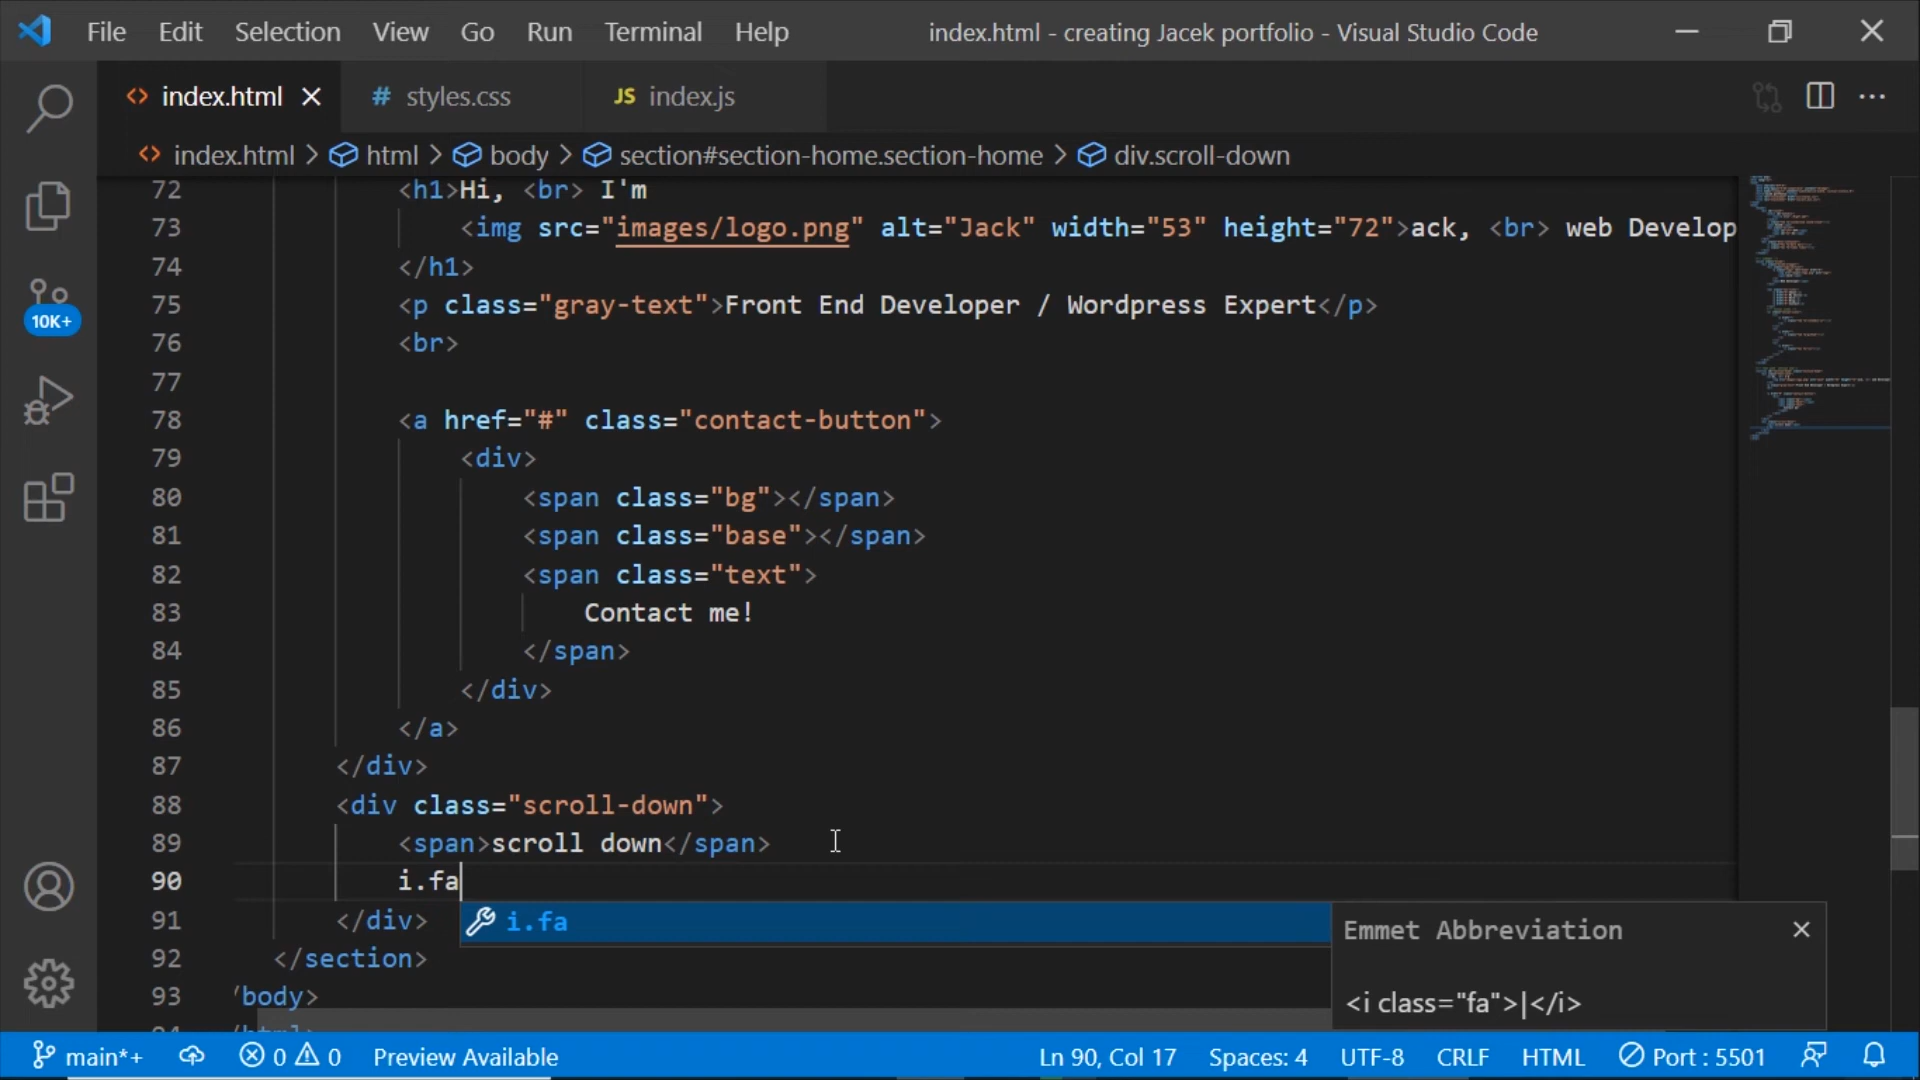 File Edit Selection View Go Run Terminal Help index.html - creating Jacek portfolio - Visual Studio Code
index.html styles.css JS index.js
index.html > html > body > section#section-home.section-home > div.scroll-down
72 <h1>Hi, <br> I'm
73 <img src="images/logo.png" alt="Jack" width="53" height="72">ack, <br> web Develop
74 </h1>
75 <p class="gray-text">Front End Developer / Wordpress Expert</p>
76 <br>
77
78 <a href="#" class="contact-button">
79 <div>
80 <span class="bg"></span>
81 <span class="base"></span>
82 <span class="text">
83 Contact me!
84 </span>
85 </div>
86 </a>
87 </div>
88 <div class="scroll-down">
89 <span>scroll down</span>
90 i.fa
91 </div>
i.fa
Emmet Abbreviation
92 </section>
93 /body>
<i class="fa">|</i>
10K+
main*+ 0 0 Preview Available Ln 90, Col 17 Spaces: 4 UTF-8 CRLF HTML Port : 5501